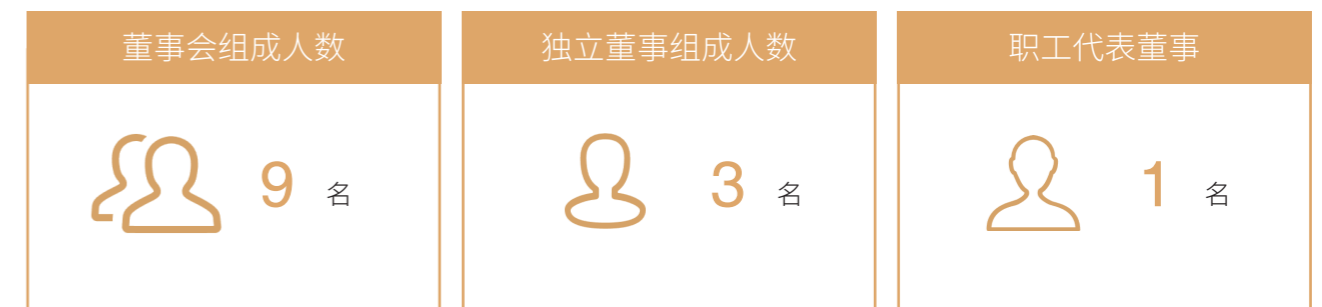 董事会组成人数
9 名
独立董事组成人数
3 名
职工代表董事
1 名